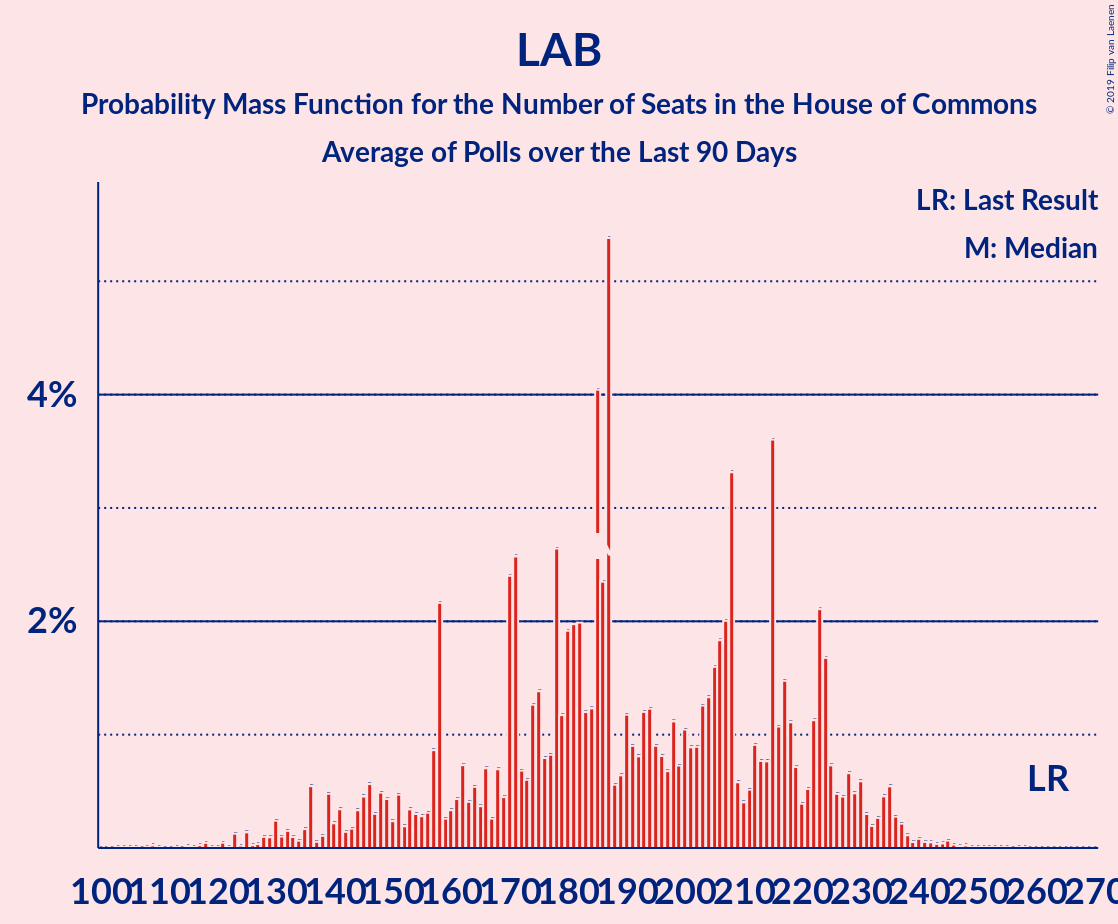 LAB
Probability Mass Function for the Number of Seats in the House of Commons
Average of Polls over the Last 90 Days
© 2019 Filip van Laenen
LR: Last Result
M: Median
4%
2%
LR
100 110 120 130 140 150 160 170 180 190 200 210 220 230 240 250 260 270